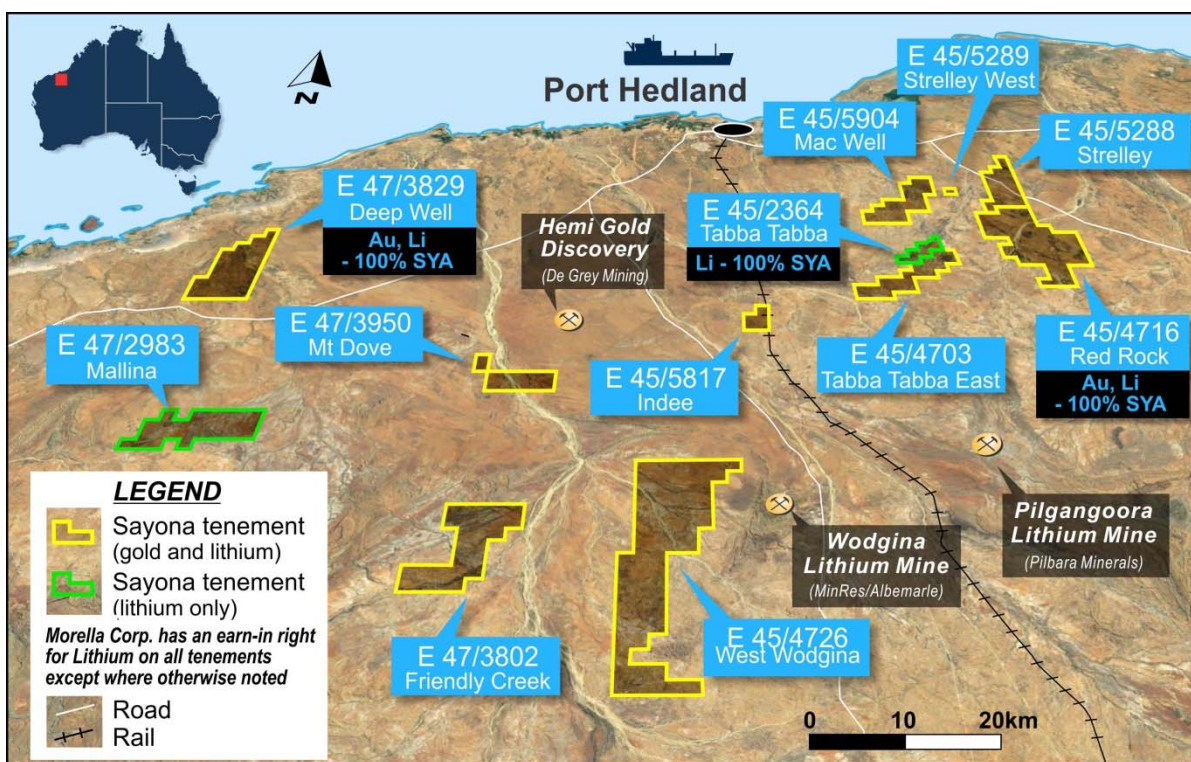 N
Port Hedland
E 45/5289
Strelley West
E 45/5904
Mac Well
E 45/5288
Strelley
E 47/3829
Deep Well
Au, Li
- 100% SYA
Hemi Gold
Discovery
(De Grey Mining)
E 45/2364
Tabba Tabba
Li - 100% SYA
E 47/3950
Mt Dove
E 47/2983
Mallina
E 45/5817
Indee
E 45/4703
Tabba Tabba East
E 45/4716
Red Rock
Au, Li
- 100% SYA
Pilgangoora
Lithium Mine
(Pilbara Minerals)
Wodgina
Lithium Mine
(MinRes/Albemarle)
E 47/3802
Friendly Creek
E 45/4726
West Wodgina
LEGEND
Sayona tenement
(gold and lithium)
Sayona tenement
(lithium only)
Morella Corp. has an earn-in right
for Lithium on all tenements
except where otherwise noted
Road
Rail
0 10 20km